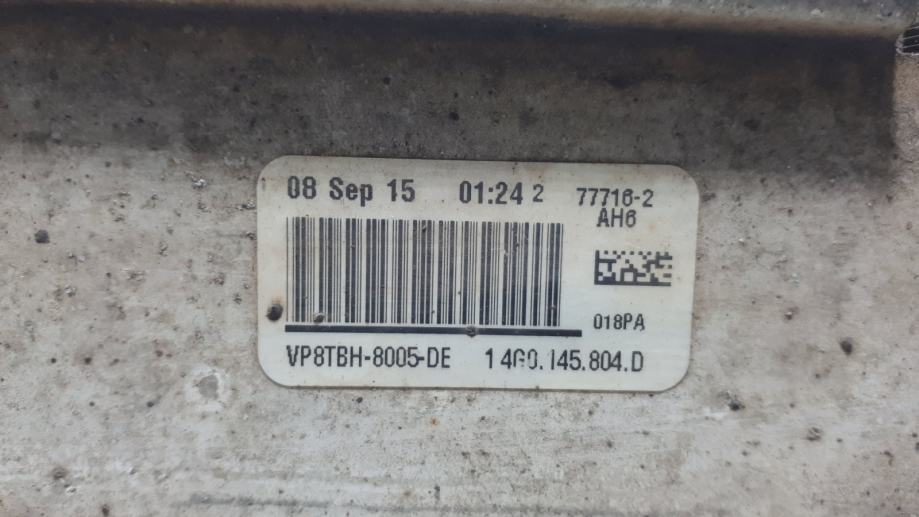 08 Sep 15 01:24 2 77716-2
AH6
018PA
VP8TBH-8005-DE 1 4G0.145.804.D